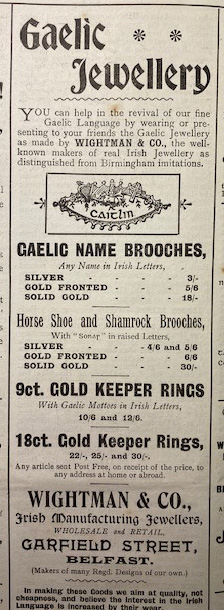 Gaelic * *
Jewellery
YOU can help in the revival of our fine
Gaelic Language by wearing or pre-
senting to your friends the Gaelic Jewellery
as made by WIGHTMAN & CO., the well-
known makers of real Irish Jewellery as
distinguished from Birmingham imitations.
Caitlin
GAELIC NAME BROOCHES,
Any Name in Irish Letters,
SILVER - - - 3/-
GOLD FRONTED - - 5/6
SOLID GOLD - - - 18/-
Horse Shoe and Shamrock Brooches,
With "Sonas" in raised Letters,
SILVER - - 4/6 and 5/6
GOLD FRONTED - - 6/6
SOLID GOLD - - - 30/-
9ct. GOLD KEEPER RINGS
With Gaelic Mottoes in Irish Letters,
10/6 and 12/6.
18ct. Gold Keeper Rings,
22/-, 25/- and 30/-.
Any article sent Post Free, on receipt of the price, to
any address at home or abroad.
WIGHTMAN & CO.,
Irish Manufacturing Jewellers,
WHOLESALE and RETAIL,
GARFIELD STREET,
BELFAST.
(Makers of many Regd. Designs of our own.)
In making these Goods we aim at quality, not
cheapness, and believe the interest in the Irish
Language is increased by their wear.